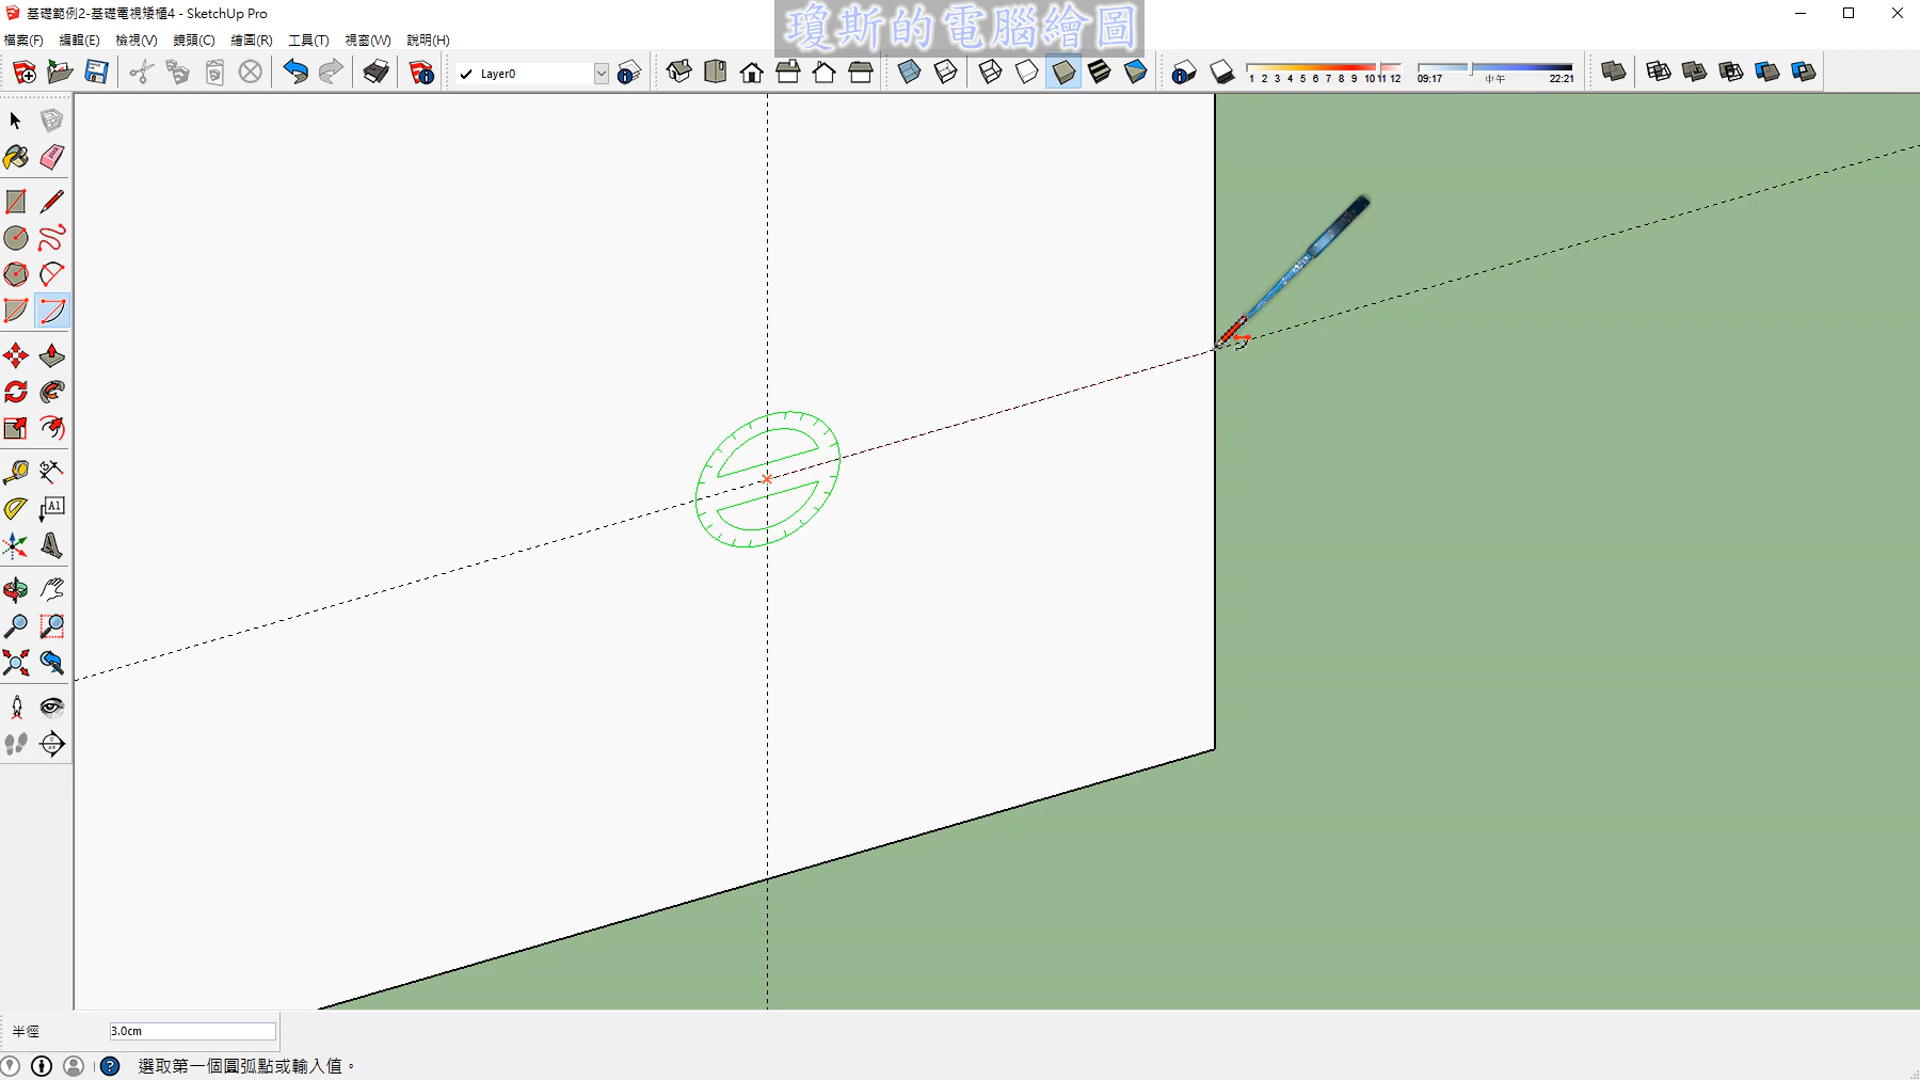 基礎範例2-基礎電視矮櫃4 - SketchUp Pro
瓊斯的電腦繪圖
檔案(F) 編輯(E) 檢視(V) 鏡頭(C) 繪圖(R) 工具(T) 視窗(W) 說明(H)
Layer0
1 2 3 4 5 6 7 8 9 10 11 12
09:17 中午 22:21
A1
半徑 3.0cm
選取第一個圓弧點或輸入值。